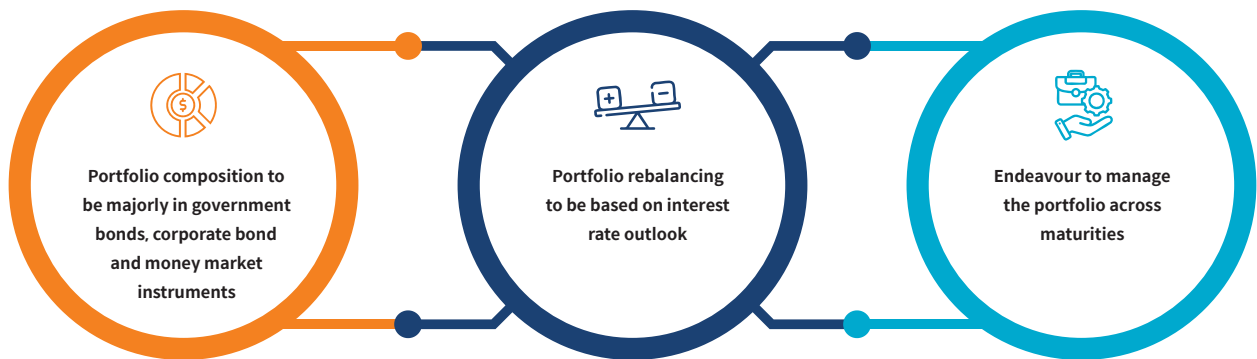 $
Portfolio composition to
be majorly in government
bonds, corporate bond
and money market
instruments
+ −
Portfolio rebalancing
to be based on interest
rate outlook
Endeavour to manage
the portfolio across
maturities